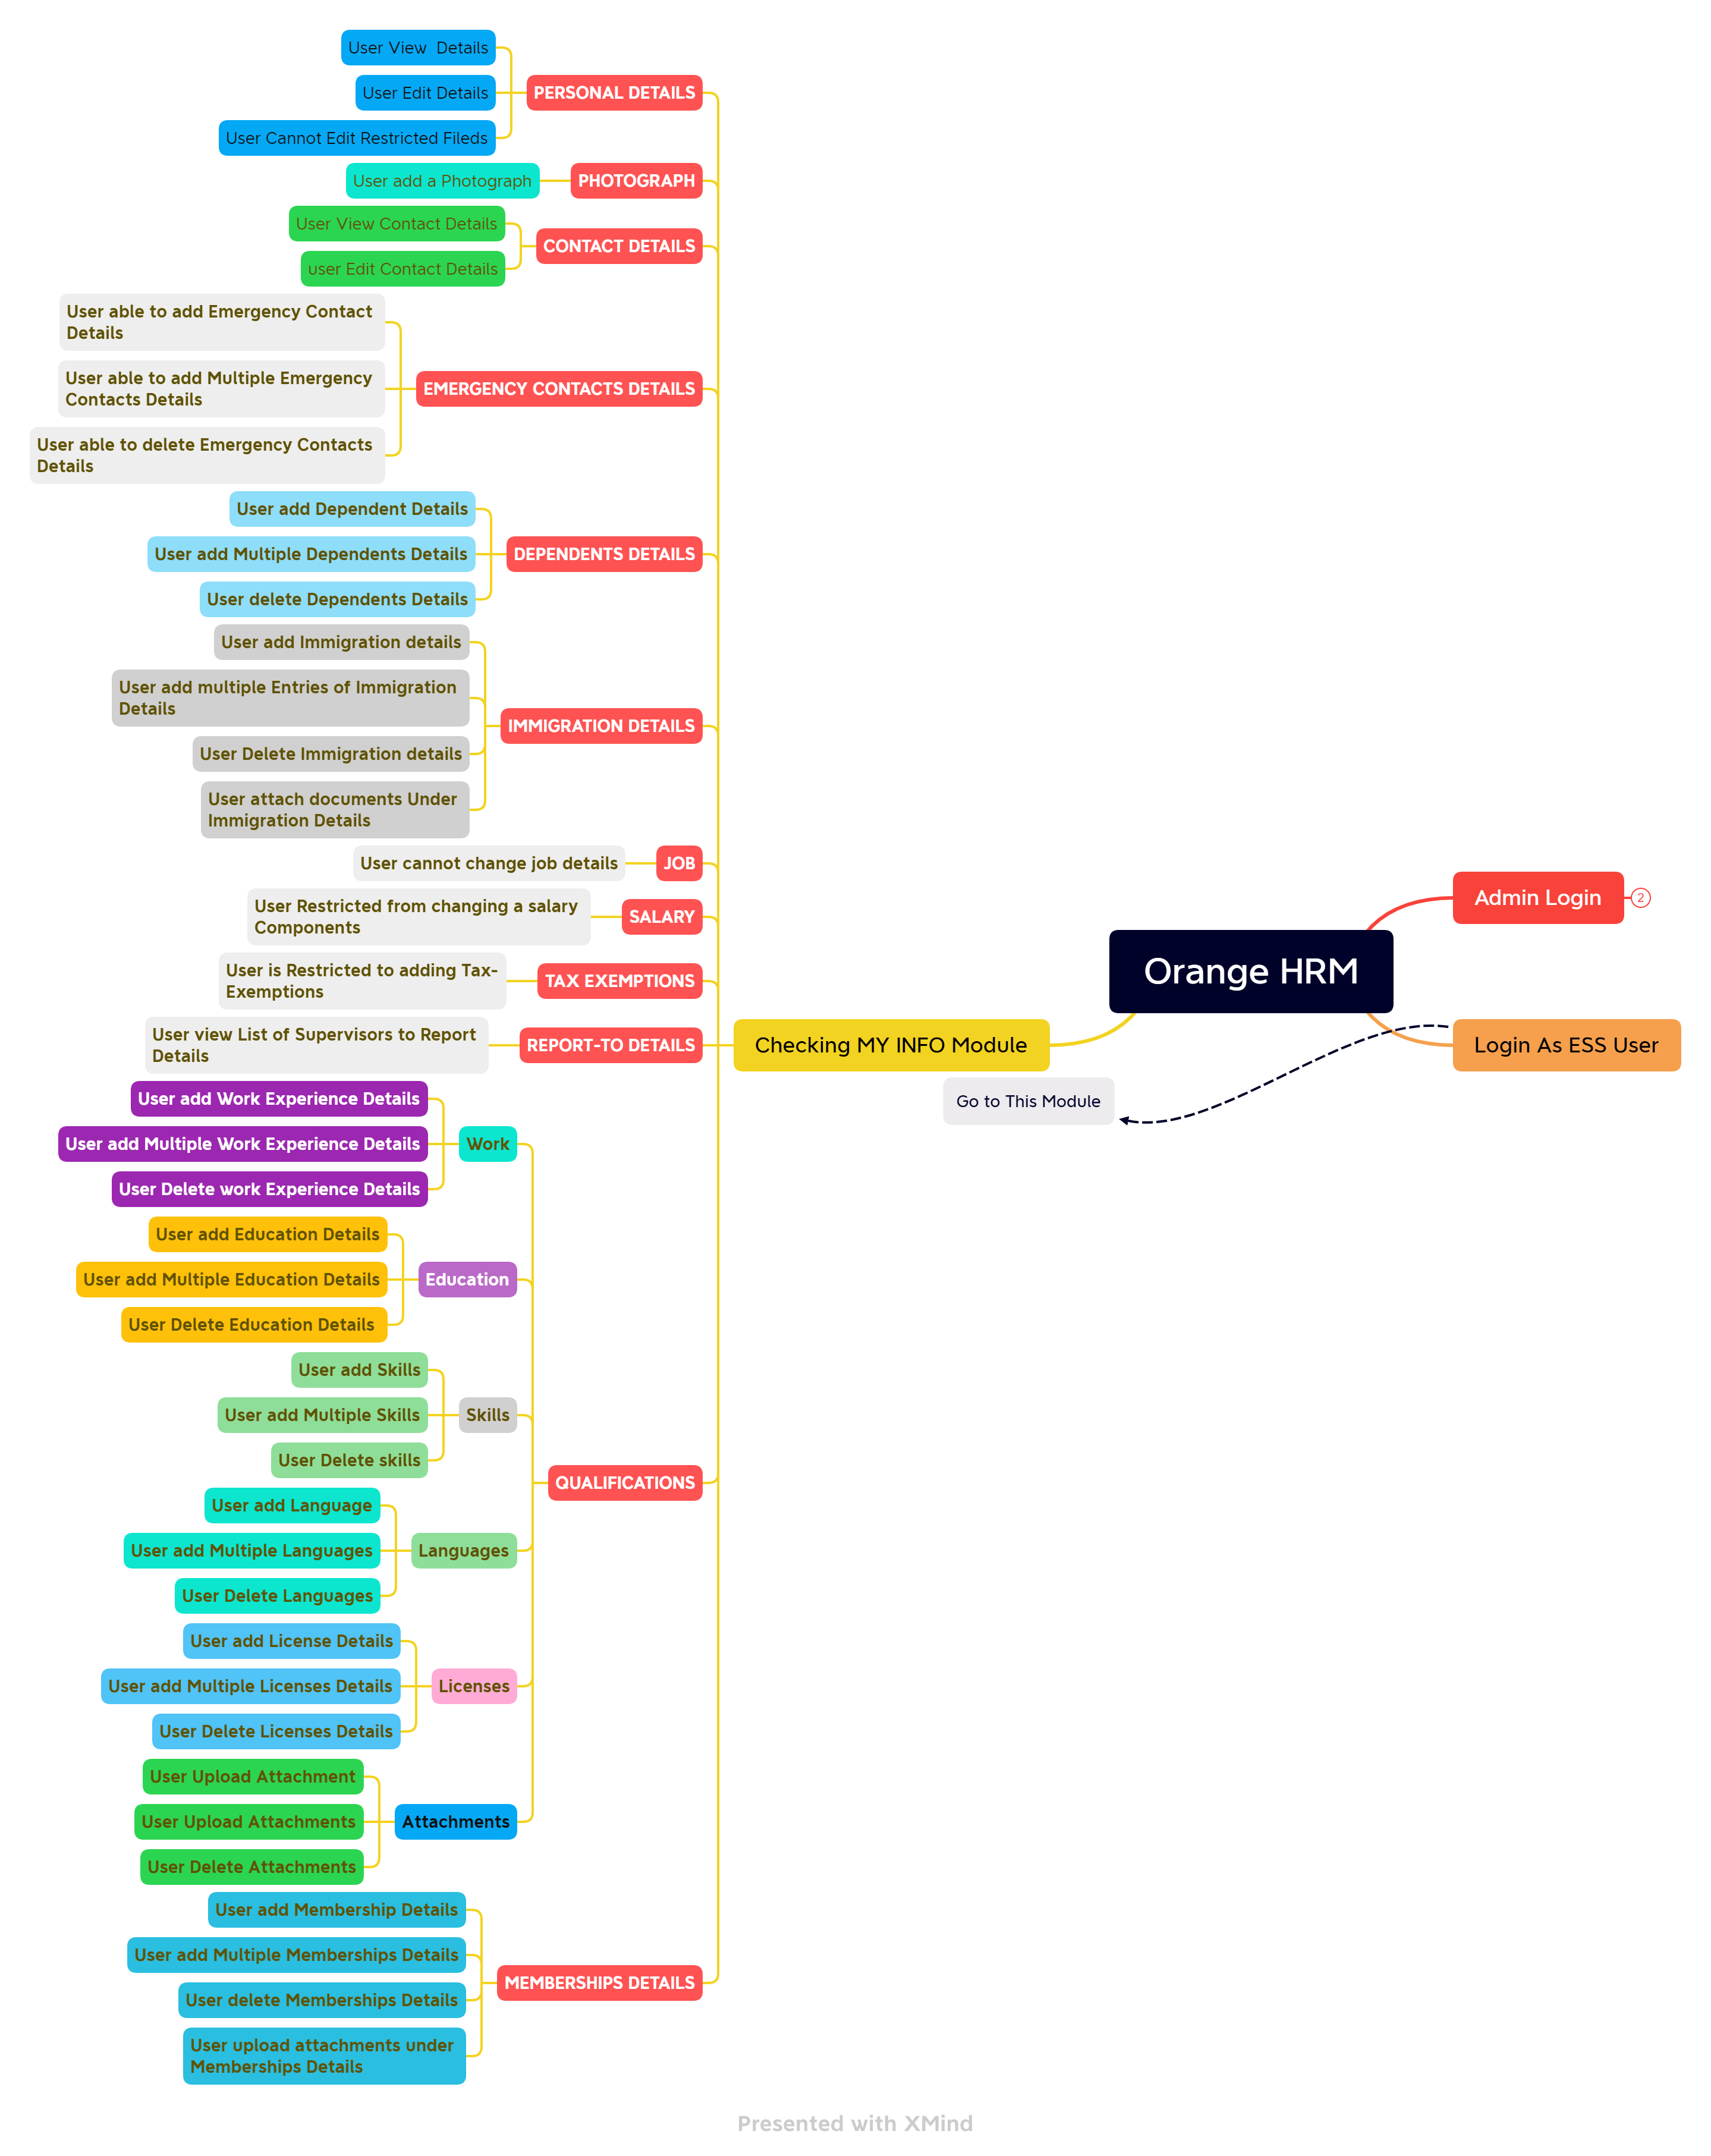 User View  Details
User Edit Details
User Cannot Edit Restricted Fileds
PERSONAL DETAILS
User add a Photograph
PHOTOGRAPH
User View Contact Details
user Edit Contact Details
CONTACT DETAILS
User able to add Emergency Contact
Details
User able to add Multiple Emergency
Contacts Details
User able to delete Emergency Contacts
Details
EMERGENCY CONTACTS DETAILS
User add Dependent Details
User add Multiple Dependents Details
User delete Dependents Details
DEPENDENTS DETAILS
User add Immigration details
User add multiple Entries of Immigration
Details
User Delete Immigration details
User attach documents Under
Immigration Details
IMMIGRATION DETAILS
User cannot change job details
JOB
User Restricted from changing a salary
Components
SALARY
User is Restricted to adding Tax-
Exemptions
TAX EXEMPTIONS
User view List of Supervisors to Report
Details
REPORT-TO DETAILS
User add Work Experience Details
User add Multiple Work Experience Details
User Delete work Experience Details
Work
User add Education Details
User add Multiple Education Details
User Delete Education Details
Education
User add Skills
User add Multiple Skills
User Delete skills
Skills
User add Language
User add Multiple Languages
User Delete Languages
Languages
User add License Details
User add Multiple Licenses Details
User Delete Licenses Details
Licenses
User Upload Attachment
User Upload Attachments
User Delete Attachments
Attachments
QUALIFICATIONS
User add Membership Details
User add Multiple Memberships Details
User delete Memberships Details
User upload attachments under
Memberships Details
MEMBERSHIPS DETAILS
Checking MY INFO Module
Go to This Module
Orange HRM
Admin Login
2
Login As ESS User
Presented with XMind